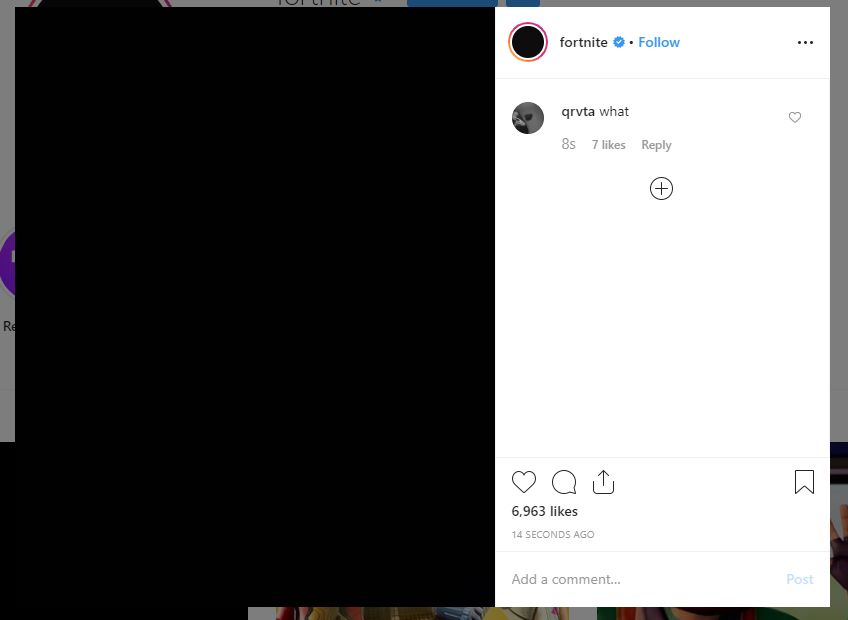 fortnite
fortnite • Follow
qrvta what
8s 7 likes Reply
Re
6,963 likes
14 SECONDS AGO
Add a comment... Post